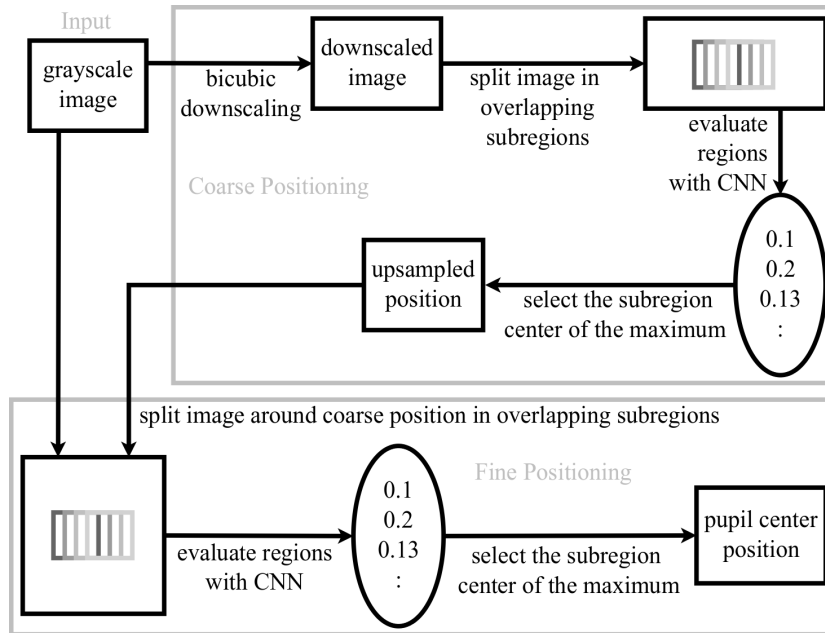 Input
grayscale
image
bicubic
downscaling
downscaled
image
split image in
overlapping
subregions
evaluate
regions
with CNN
Coarse Positioning
0.1
0.2
0.13
:
select the subregion
center of the maximum
upsampled
position
split image around coarse position in overlapping subregions
Fine Positioning
evaluate regions
with CNN
0.1
0.2
0.13
:
select the subregion
center of the maximum
pupil center
position